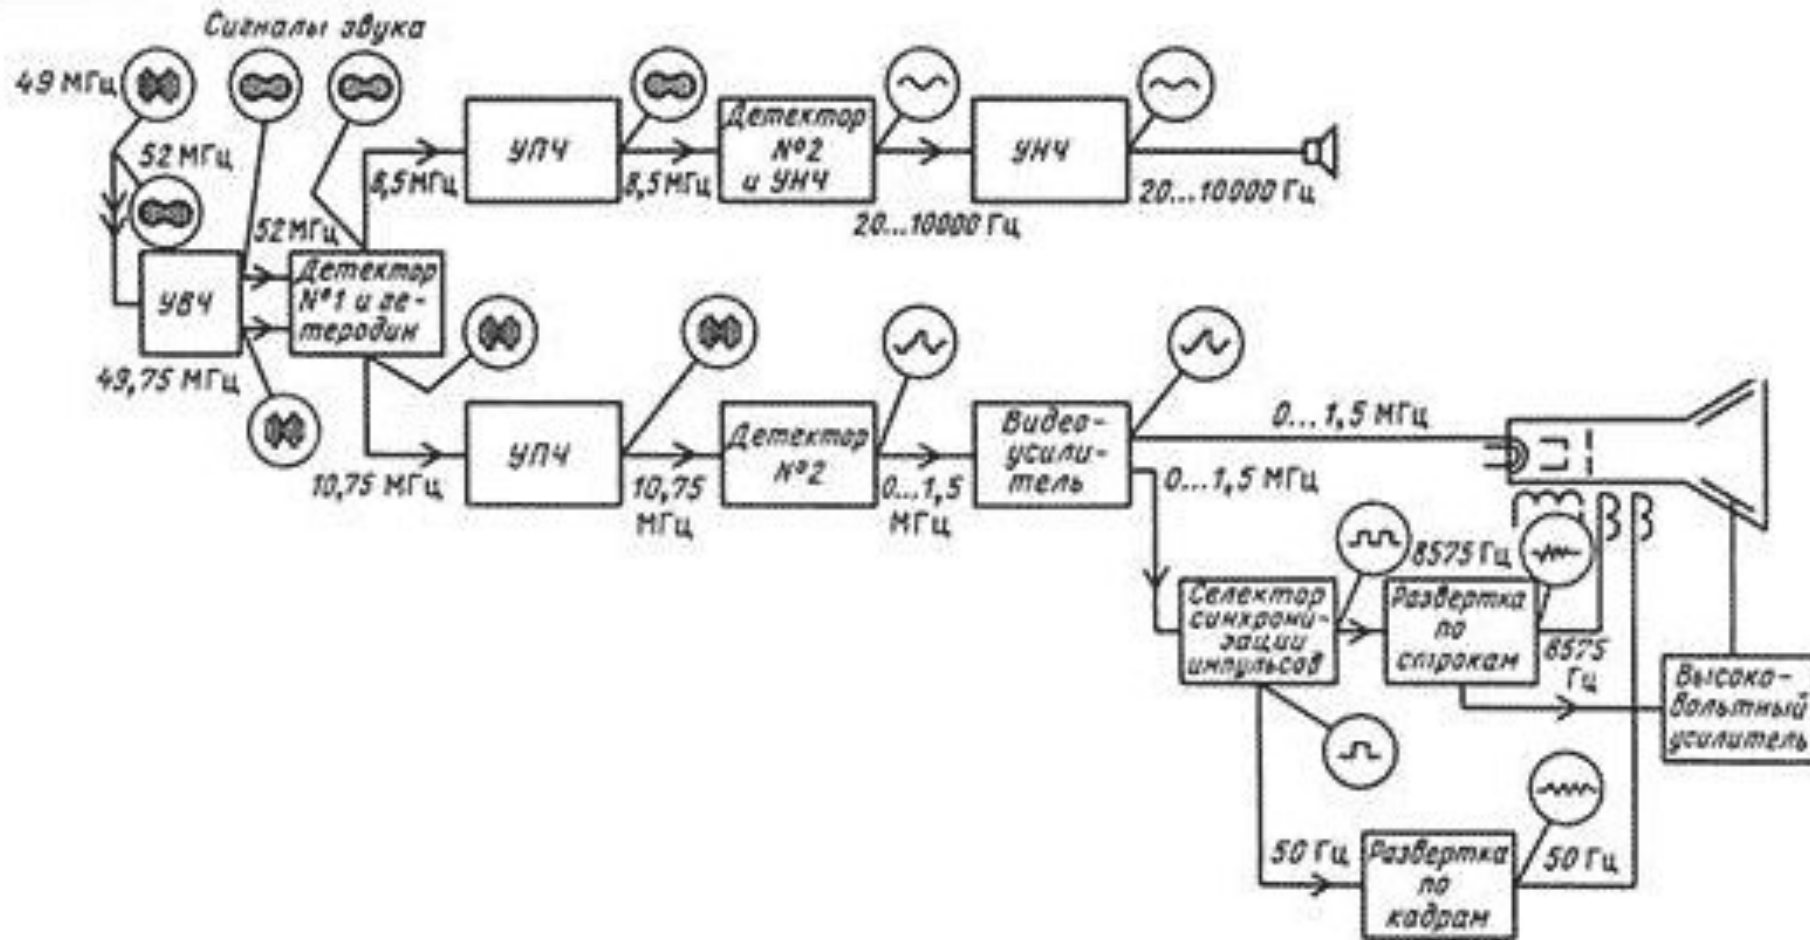 Сигналы звука
49 МГц
52 МГц
52 МГц
УВЧ
49,75 МГц
Детектор
№1 и ге-
теродин
8,5 МГц
УПЧ
8,5 МГц
Детектор
№2
и УНЧ
20...10000 Гц
УНЧ
20...10000 Гц
10,75 МГц
УПЧ
10,75
МГц
Детектор
№2
0...1,5
МГц
Видео-
усили-
тель
0...1,5 МГц
0...1,5 МГц
Селектор
синхрони-
зации
импульсов
8575 Гц
Развертка
по
строкам
8575
Гц
Высоко-
вольтный
усилитель
50 Гц
Развертка
по
кадрам
50 Гц